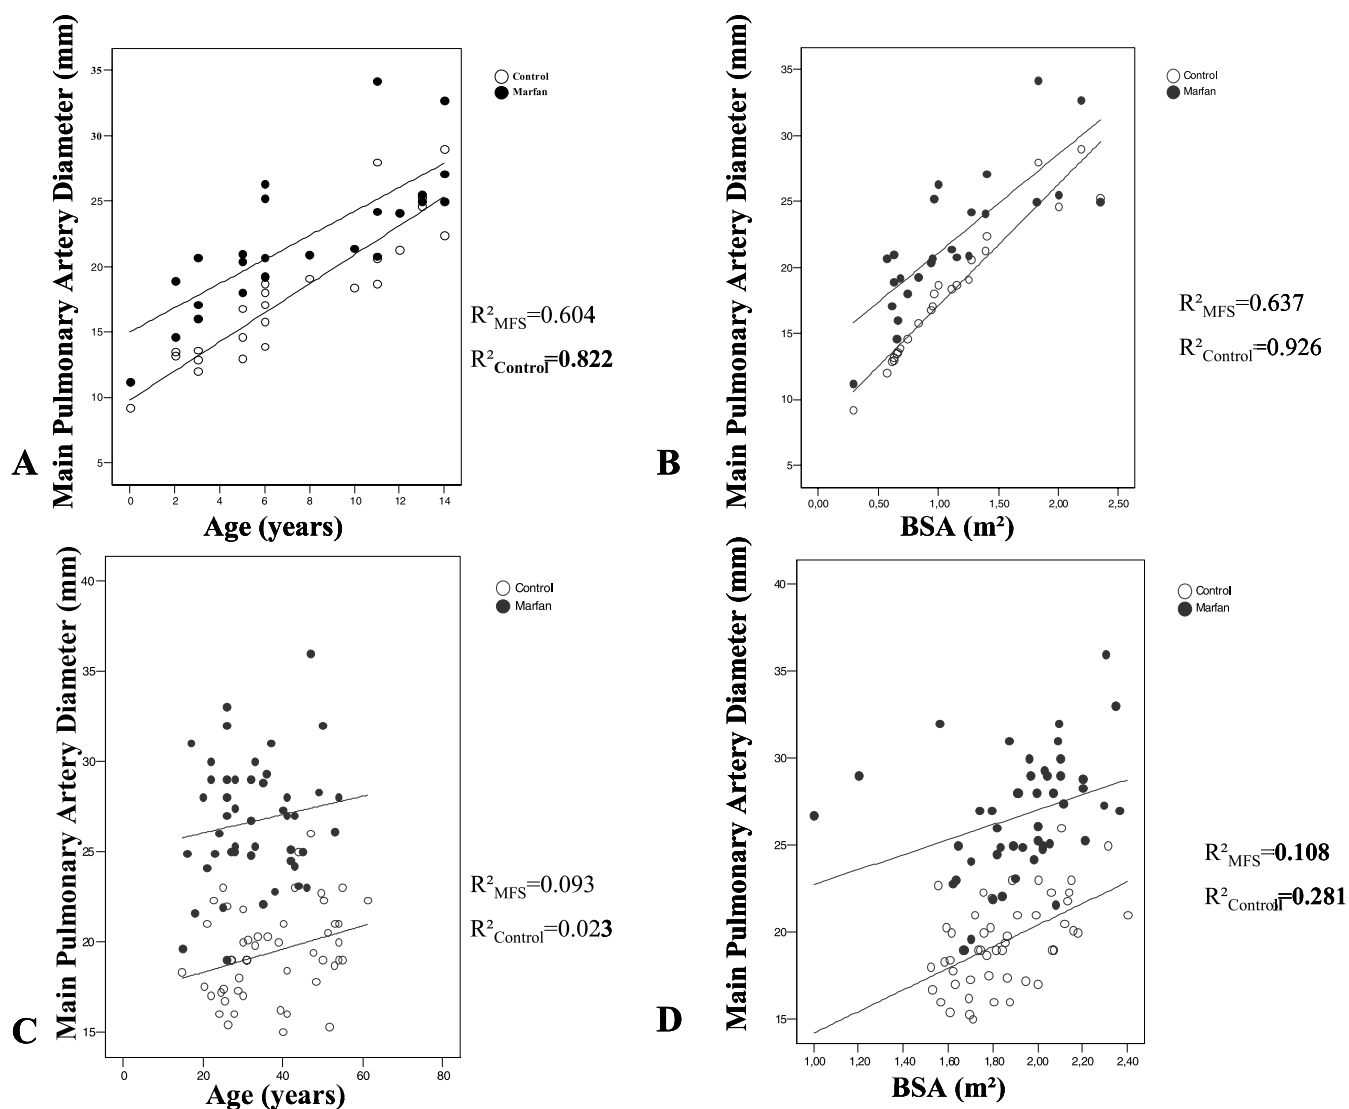 Main Pulmonary Artery Diameter (mm)
35
30
25
20
15
10
5
0 2 4 6 8 10 12 14
Age (years)
Control
Marfan
R²MFS=0.604
R²Control=0.822
A
Main Pulmonary Artery Diameter (mm)
35
30
25
20
15
10
5
0,00 0,50 1,00 1,50 2,00 2,50
BSA (m²)
Control
Marfan
R²MFS=0.637
R²Control=0.926
B
Main Pulmonary Artery Diameter (mm)
40
35
30
25
20
15
0 20 40 60 80
Age (years)
Control
Marfan
R²MFS=0.093
R²Control=0.023
C
Main Pulmonary Artery Diameter (mm)
40
35
30
25
20
15
1,00 1,20 1,40 1,60 1,80 2,00 2,20 2,40
BSA (m²)
Control
Marfan
R²MFS=0.108
R²Control=0.281
D